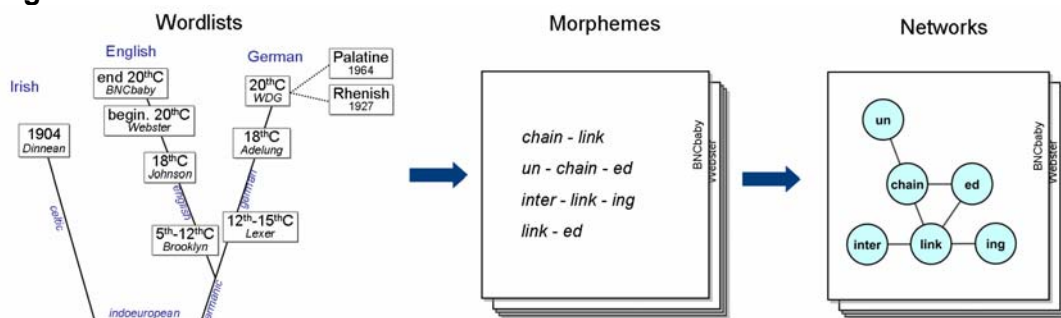 Wordlists
Morphemes
Networks
English
German
Irish
Palatine
1964
end 20thC
BNCbaby
20thC
WDG
Rhenish
1927
begin. 20thC
Webster
1904
Dinnean
18thC
Adelung
18thC
Johnson
celtic
english
german
12th-15thC
Lexer
5th-12thC
Brooklyn
indoeuropean
chain - link
un - chain - ed
inter - link - ing
link - ed
BNCbaby
Webster
un
chain
ed
inter
link
ing
BNCbaby
Webster